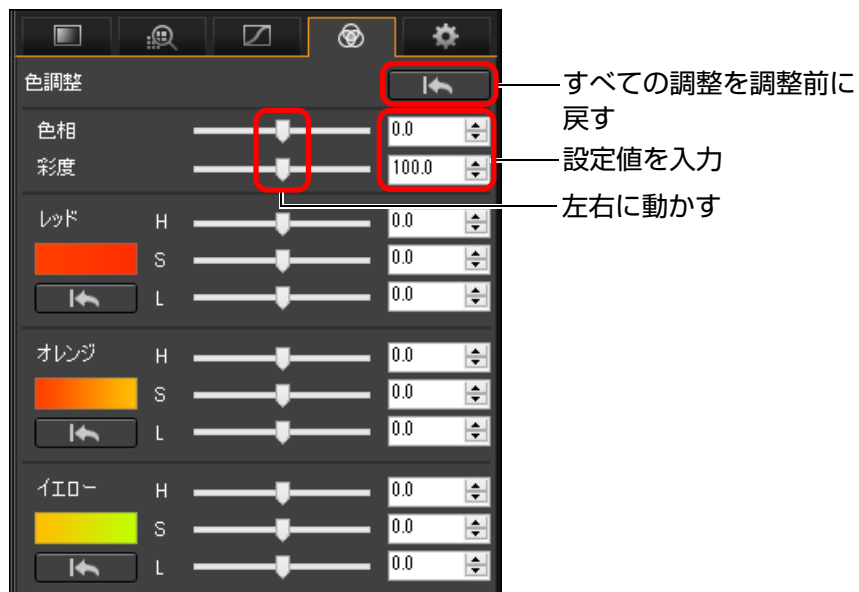 色調整
すべての調整を調整前に
戻す
色相 0.0
彩度 100.0
設定値を入力
左右に動かす
レッド H 0.0
S 0.0
L 0.0
オレンジ H 0.0
S 0.0
L 0.0
イエロー H 0.0
S 0.0
L 0.0